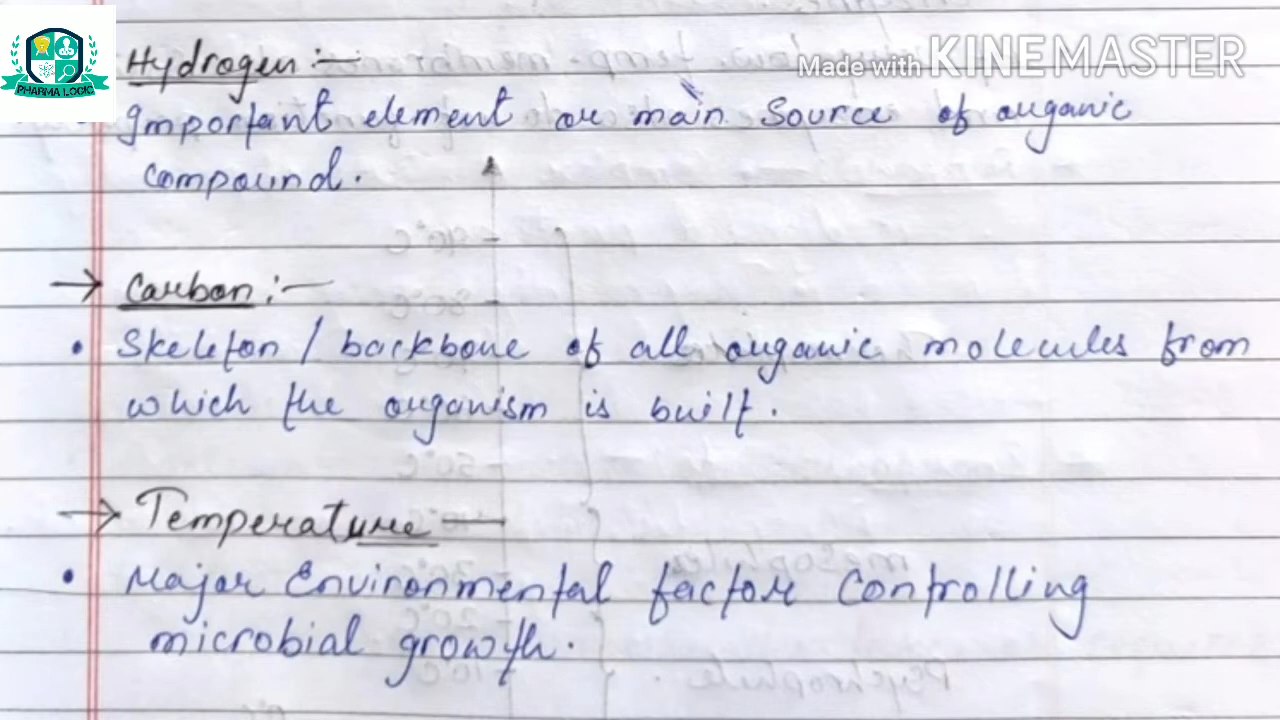 Hydrogen :-
Made with KINEMASTER
PHARMA LOGIC
• Important element or main source of organic
compound.
→ Carbon :-
• Skeleton / backbone of all organic molecules from
which the organism is built.
→ Temperature —
• Major Environmental factor controlling
microbial growth.